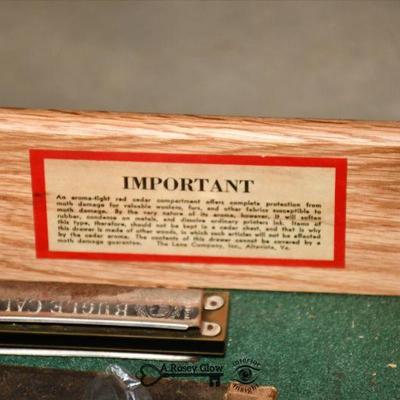 IMPORTANT
An aroma-tight red cedar compartment offers complete protection from
moth damage for valuable woolens, furs, and other fabrics susceptible to
moth damage. By the very nature of its aroma, however, it will soften
rubber, condense on metals, and dissolve ordinary printers ink. Items of
this type, therefore, should not be kept in a cedar chest, and that is why
this drawer is made of other woods, in which such articles will not be affected
by the cedar aroma. The contents of this drawer cannot be covered by a
moth damage guarantee. The Lane Company, Inc., Altavista, Va.
BUGLE CAL
A Rosey Glow
interior
Insight